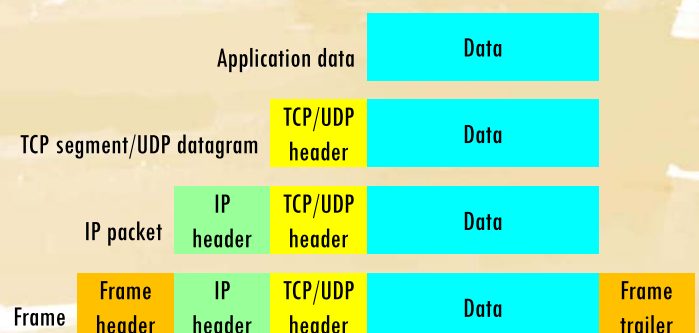 Application data
Data
TCP segment/UDP datagram
TCP/UDP
header
Data
IP packet
IP
header
TCP/UDP
header
Data
Frame
Frame
header
IP
header
TCP/UDP
header
Data
Frame
trailer